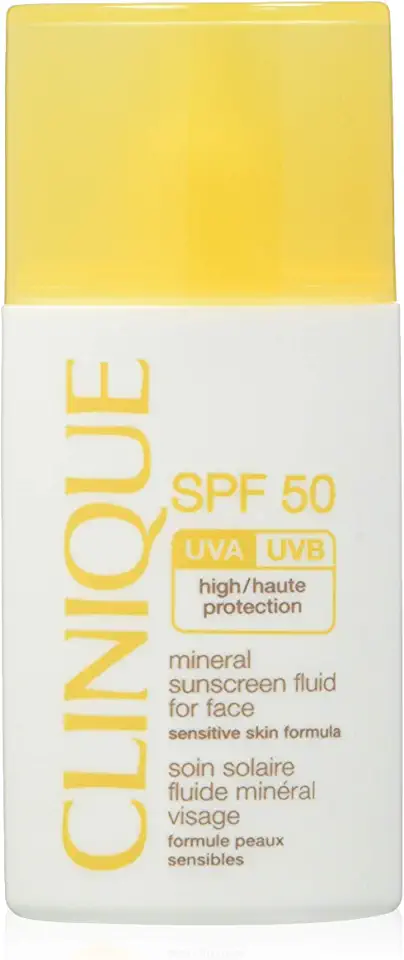 CLINIQUE
SPF 50
UVA UVB
high/haute
protection
mineral
sunscreen fluid
for face
sensitive skin formula
soin solaire
fluide minéral
visage
formule peaux
sensibles